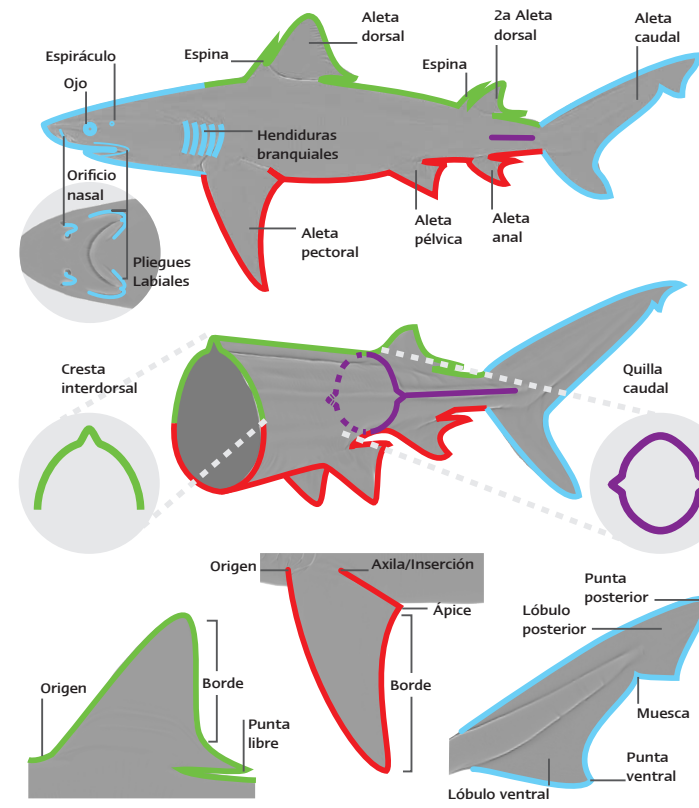 Aleta
dorsal
2a Aleta
dorsal
Aleta
caudal
Espina
Espiráculo
Espina
Ojo
Hendiduras
branquiales
Orificio
nasal
Aleta
pectoral
Aleta
pélvica
Aleta
anal
Pliegues
Labiales
Cresta
interdorsal
Quilla
caudal
Origen
Axila/Inserción
Ápice
Borde
Punta
posterior
Lóbulo
posterior
Origen
Borde
Punta
libre
Muesca
Punta
ventral
Lóbulo ventral